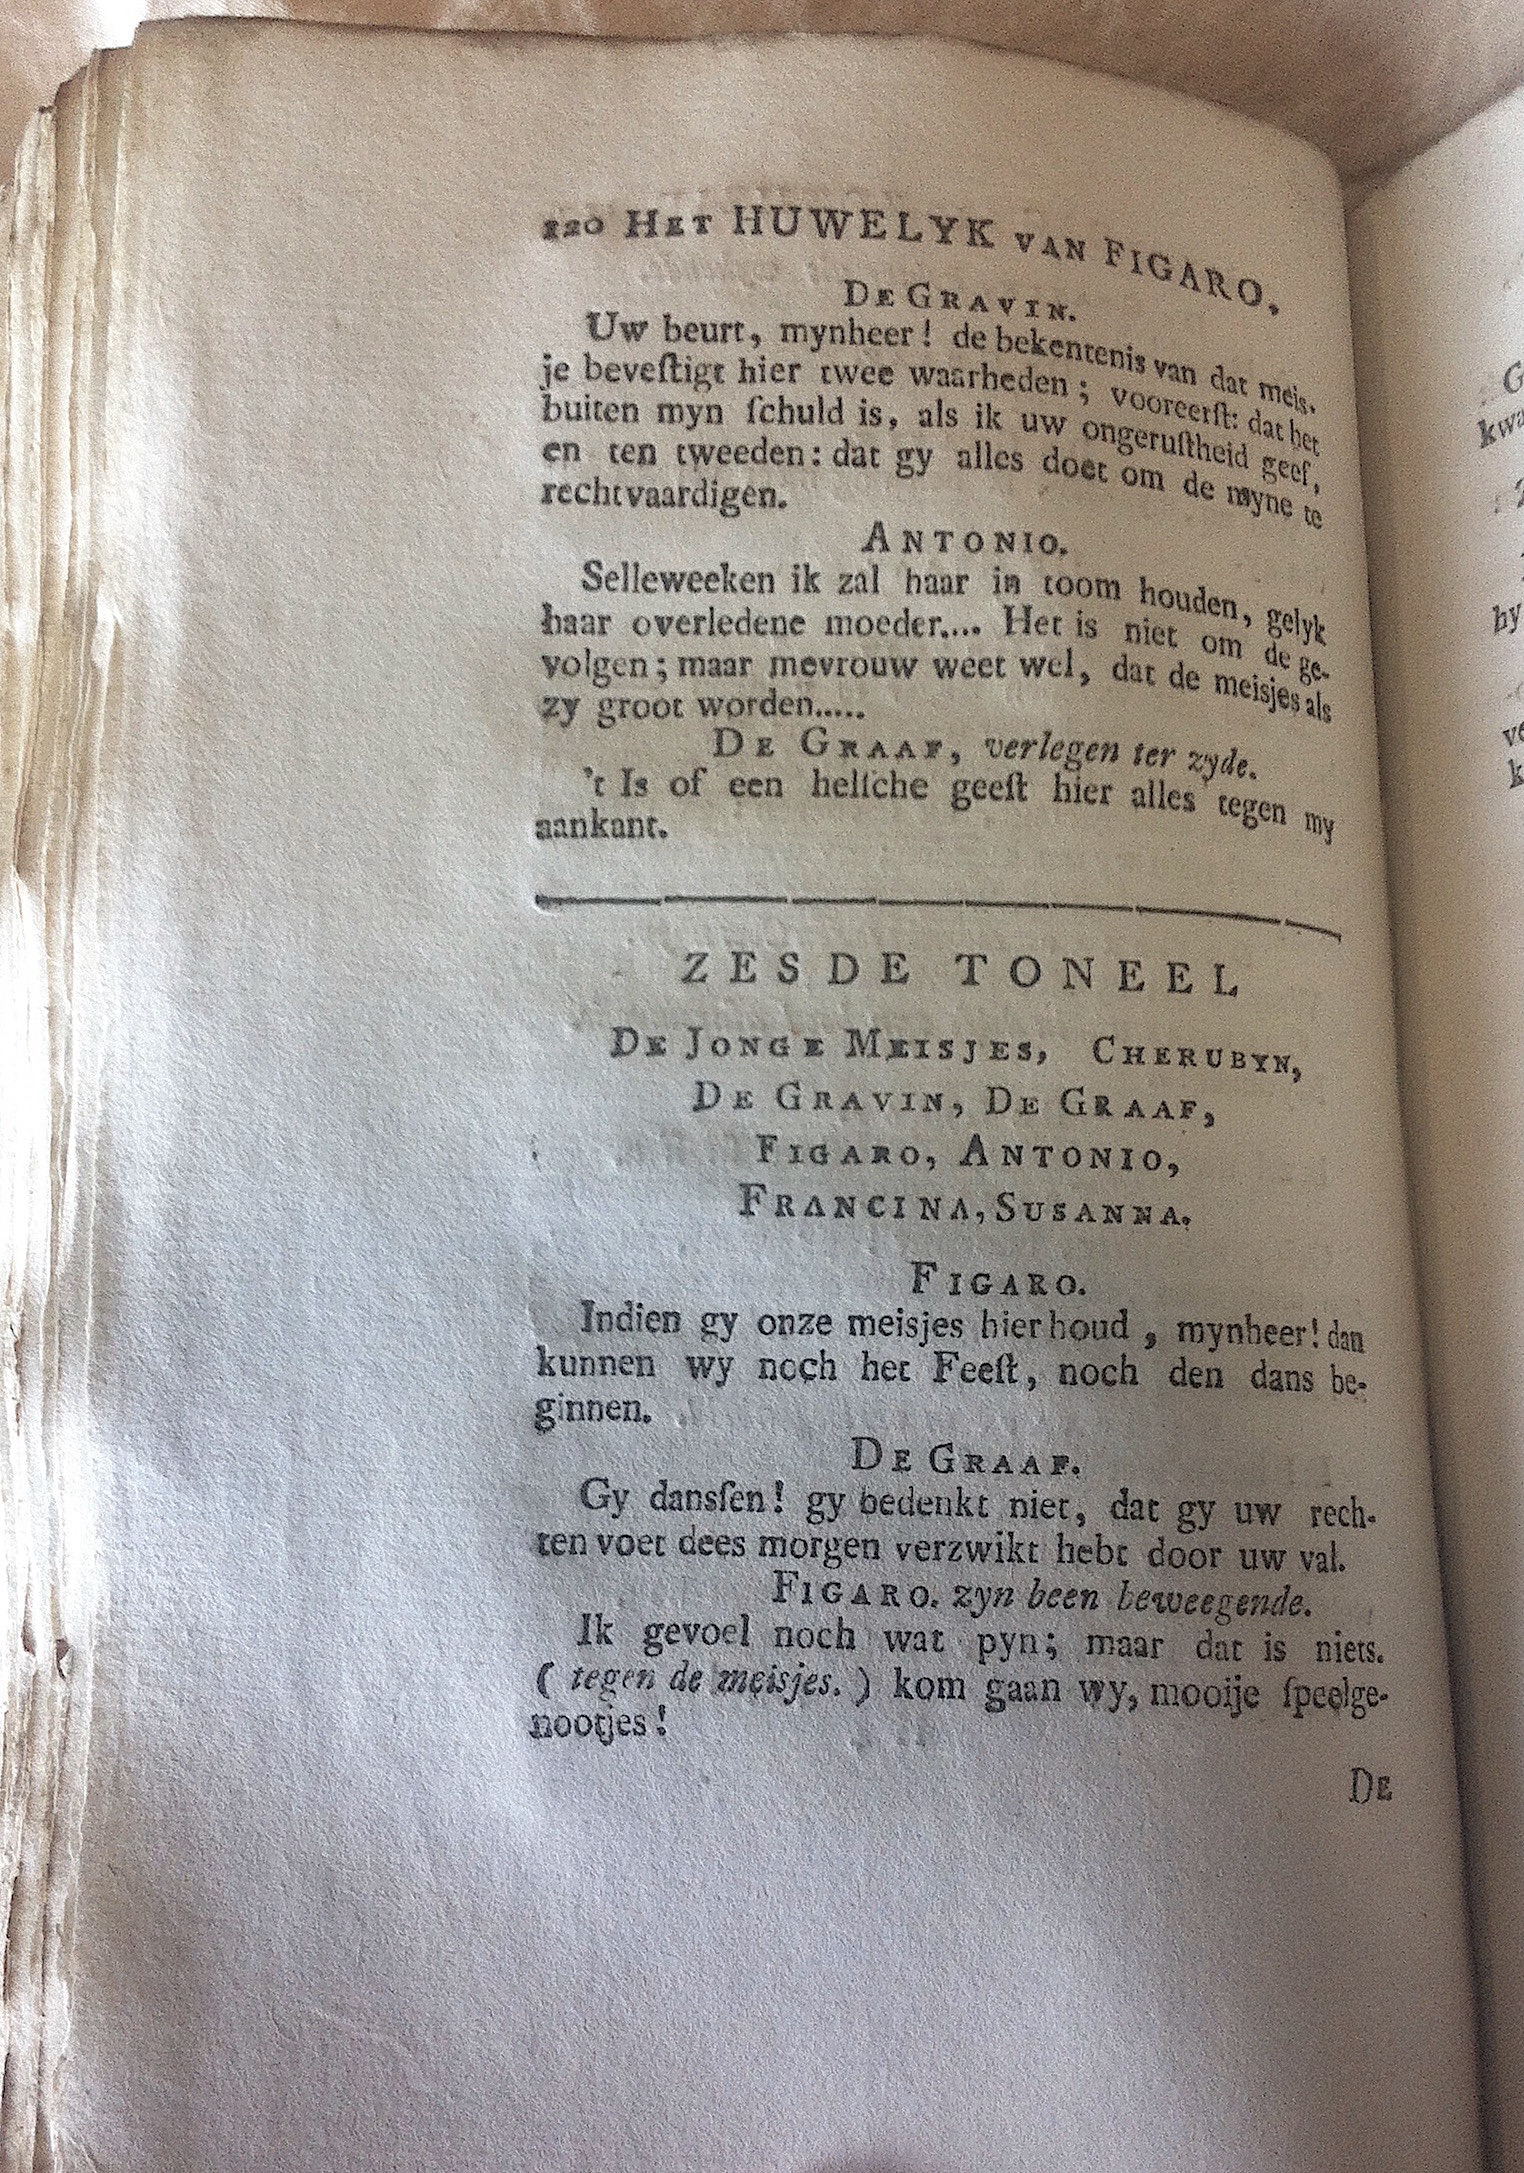 120 HET HUWELYK VAN FIGARO,
DE GRAVIN.
Uw beurt, mynheer! de bekentenis van dat meis-
je beveſtigt hier twee waarheden; vooreerſt: dat het
buiten myn ſchuld is, als ik uw ongeruſtheid geef,
en ten tweeden: dat gy alles doet om de myne te
rechtvaardigen.
ANTONIO.
Selleweeken ik zal haar in toom houden, gelyk
haar overledene moeder.... Het is niet om de ge-
volgen; maar mevrouw weet wel, dat de meisjes als
zy groot worden.....
DE GRAAF, verlegen ter zyde.
't Is of een helſche geeſt hier alles tegen my
aankant.
ZESDE TONEEL
DE JONGE MEISJES, CHERUBYN,
DE GRAVIN, DE GRAAF,
FIGARO, ANTONIO,
FRANCINA, SUSANNA.
FIGARO.
Indien gy onze meisjes hier houd, mynheer! dan
kunnen wy noch het Feeſt, noch den dans be-
ginnen.
DE GRAAF.
Gy dansſen! gy bedenkt niet, dat gy uw rech-
ten voet dees morgen verzwikt hebt door uw val.
FIGARO. zyn been beweegende.
Ik gevoel noch wat pyn; maar dat is niets.
( tegen de meisjes. ) kom gaan wy, mooije ſpeelge-
nootjes!
DE
hy